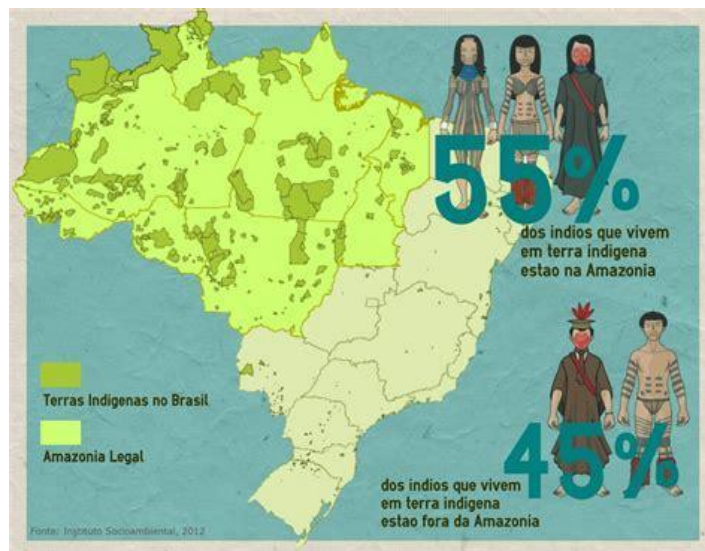 55%
dos indios que vivem
em terra indigena
estao na Amazonia
Terras Indigenas no Brasil
Amazonia Legal
45%
dos indios que vivem
em terra indigena
estao fora da Amazonia
Fonte: Instituto Socioambiental, 2012